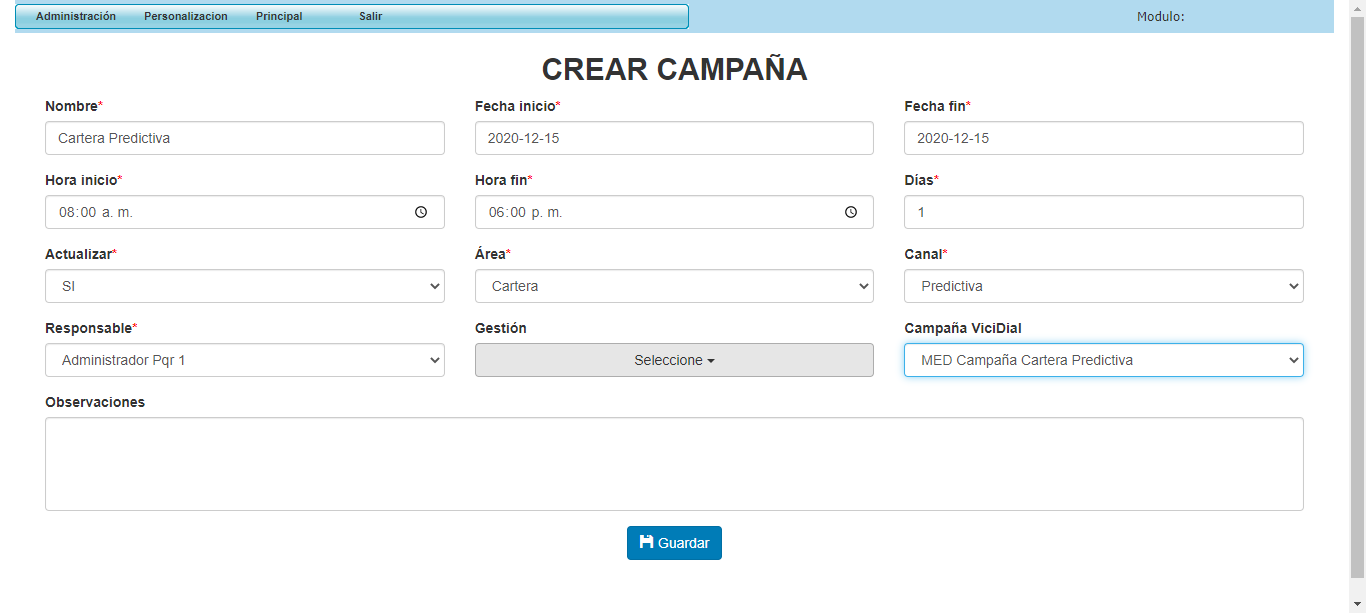 Administración Personalizacion Principal Salir Modulo:
CREAR CAMPAÑA
Nombre* Fecha inicio* Fecha fin*
Cartera Predictiva 2020-12-15 2020-12-15
Hora inicio* Hora fin* Días*
08:00 a. m. 06:00 p. m. 1
Actualizar* Área* Canal*
SI Cartera Predictiva
Responsable* Gestión Campaña ViciDial
Administrador Pqr 1 Seleccione MED Campaña Cartera Predictiva
Observaciones
Guardar